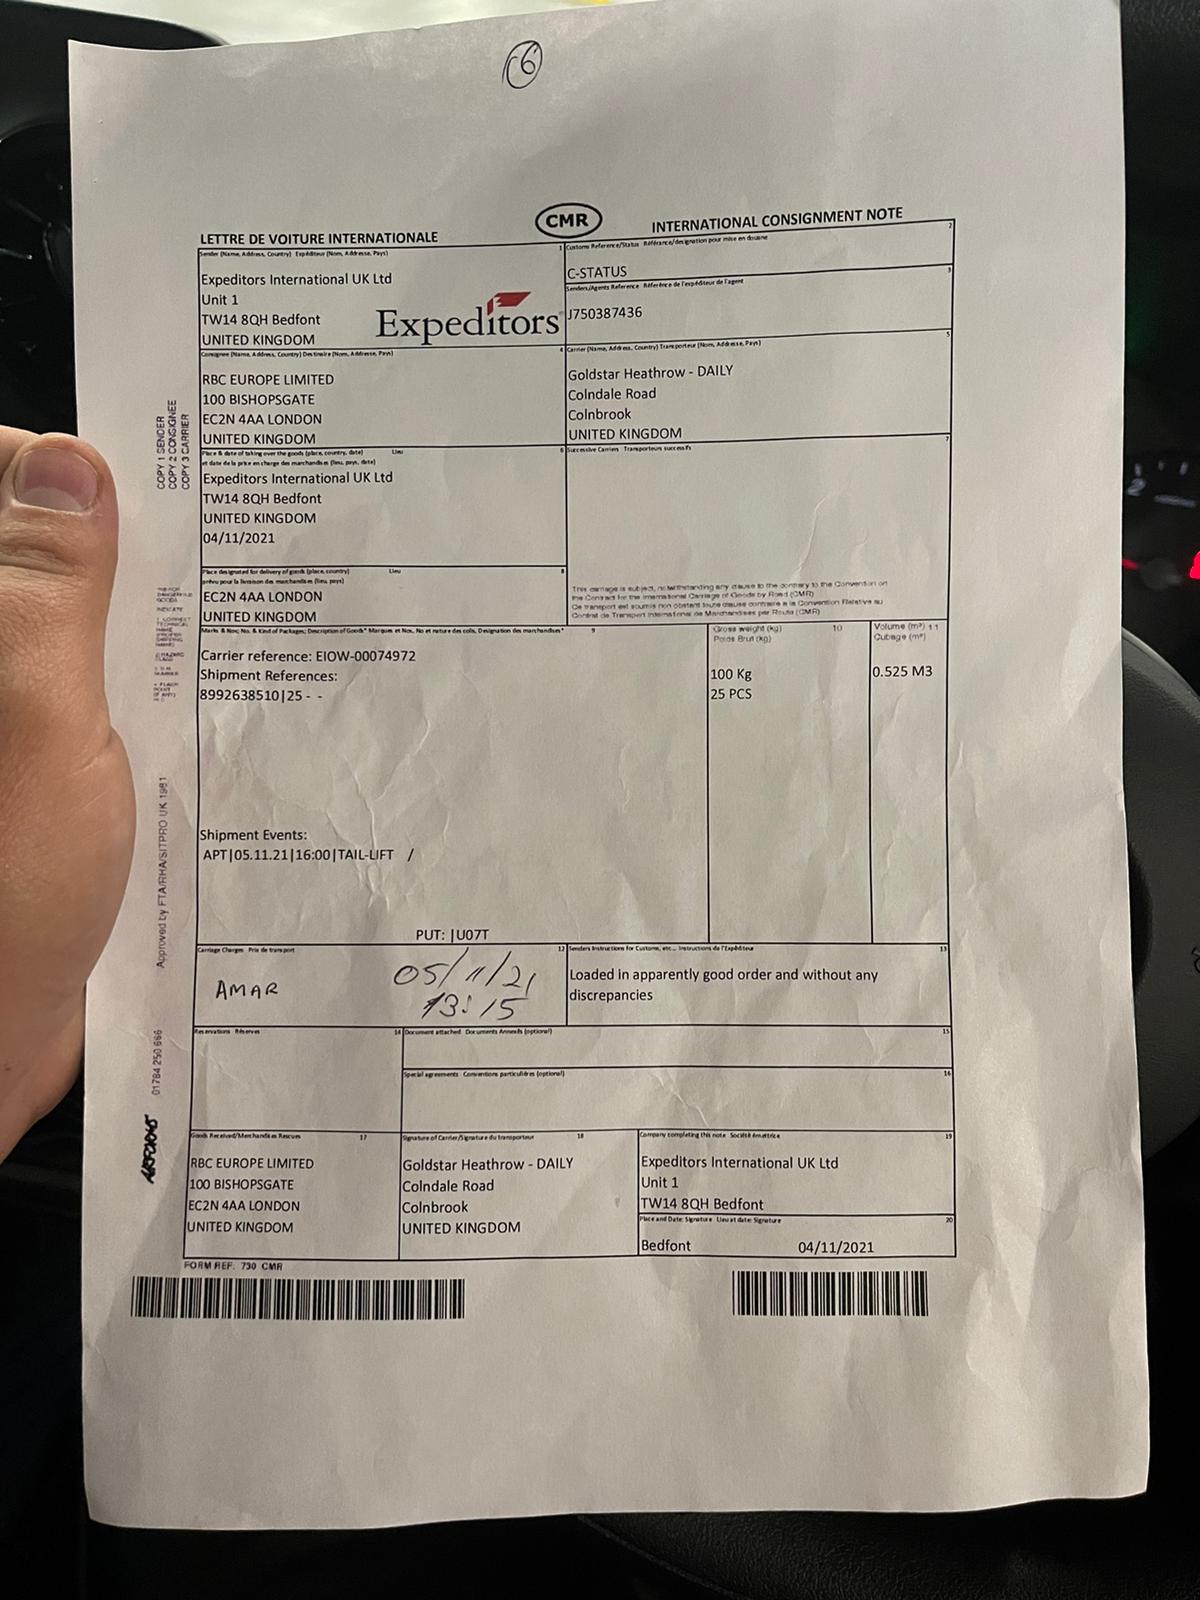 6
CMR
LETTRE DE VOITURE INTERNATIONALE
INTERNATIONAL CONSIGNMENT NOTE
Sender (Name, Address, Country) Expéditeur (Nom, Addresse, Pays) 1
Expeditors International UK Ltd
Unit 1
TW14 8QH Bedfont
UNITED KINGDOM
Expeditors
Customs Reference/Status Référance/designation pour mise en douane 2
C-STATUS
3
Senders/Agents Reference Référence de l'expéditeur de l'agent
J750387436
Consignee (Name, Address, Country) Destinaire (Nom, Addresse, Pays) 4
RBC EUROPE LIMITED
100 BISHOPSGATE
EC2N 4AA LONDON
UNITED KINGDOM
Carrier (Name, Address, Country) Transporteur (Nom, Addresse, Pays) 5
Goldstar Heathrow - DAILY
Colndale Road
Colnbrook
UNITED KINGDOM
Place & date of taking over the goods (place, country, date) Lieu 6
et date de la prise en charge des marchandises (lieu, pays, date)
Expeditors International UK Ltd
TW14 8QH Bedfont
UNITED KINGDOM
04/11/2021
Successive Carriers Transporteurs successifs 7
Place designated for delivery of goods (place, country) Lieu 8
prévu pour la livraison des marchandises (lieu, pays)
EC2N 4AA LONDON
UNITED KINGDOM
This carriage is subject, notwithstanding any clause to the contrary to the Convention on
the Contract for the International Carriage of Goods by Road (CMR)
Ce transport est soumis non obstant toute clause contraire a la Convention Relative au
Contrat de Transport International de Marchandises par Route (CMR)
Marks & Nos; No. & Kind of Packages; Description of Goods* Marques et Nos, No et nature des colis, Designation des marchandises* 9
Gross weight (kg) 10
Poids Brut (kg)
Volume (m³) 11
Cubage (m³)
Carrier reference: EIOW-00074972
Shipment References:
8992638510|25 - -
100 Kg
25 PCS
0.525 M3
Shipment Events:
APT|05.11.21|16:00|TAIL-LIFT /
PUT: |U07T
Carriage Charges Prix de transport 12
AMAR
05/11/21
13:15
Senders Instructions for Customs, etc... Instructions de l'Expéditeur 13
Loaded in apparently good order and without any
discrepancies
Reservations Réserves 14
Document attached Documents Annexés (optional) 15
Special agreements Conventions particulières (optional) 16
Goods Received/Merchandises Rescues 17
RBC EUROPE LIMITED
100 BISHOPSGATE
EC2N 4AA LONDON
UNITED KINGDOM
Signature of Carrier/Signature du transporteur 18
Goldstar Heathrow - DAILY
Colndale Road
Colnbrook
UNITED KINGDOM
Company completing this note Société émettrice 19
Expeditors International UK Ltd
Unit 1
TW14 8QH Bedfont
Place and Date: Signature Lieu et date: Signature 20
Bedfont 04/11/2021
FORM REF. 730 CMR
COPY 1 SENDER
COPY 2 CONSIGNEE
COPY 3 CARRIER
Approved by FTA/RHA/SITPRO UK 1981
01784 250 666